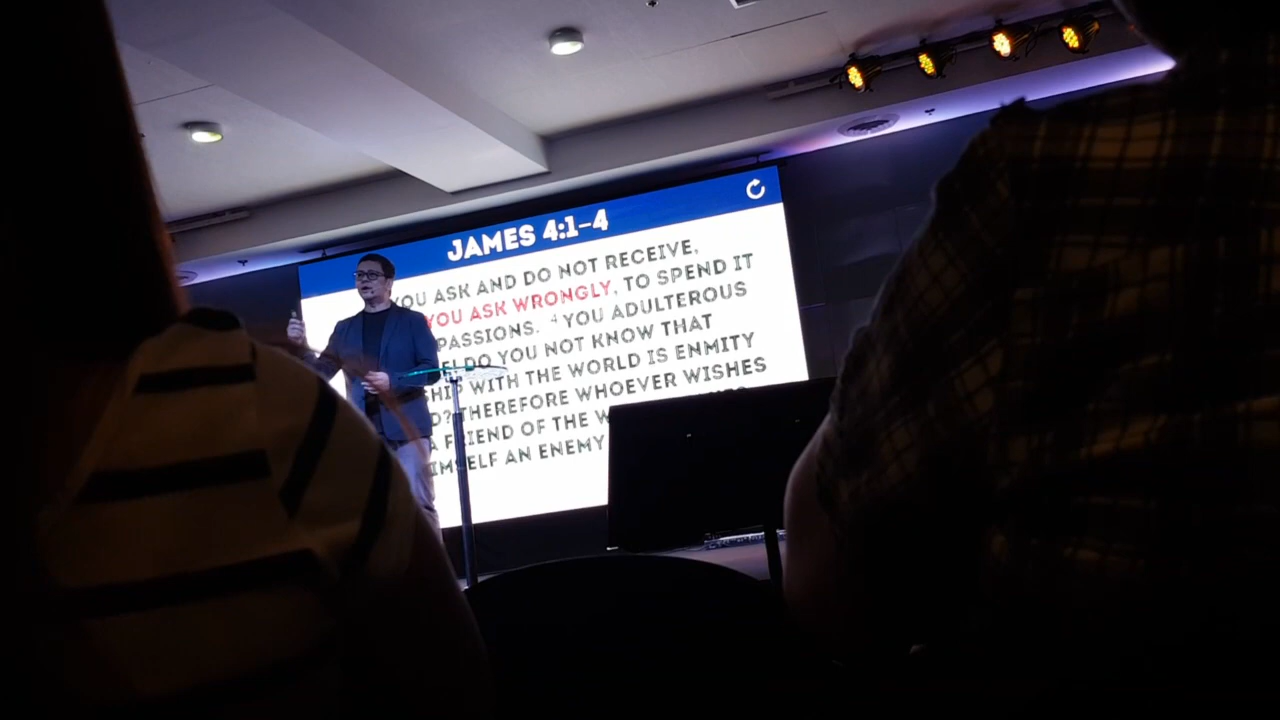 JAMES 4:1–4
YOU ASK AND DO NOT RECEIVE,
YOU ASK WRONGLY, TO SPEND IT
PASSIONS. 4 YOU ADULTEROUS
DO YOU NOT KNOW THAT
WITH THE WORLD IS ENMITY
THEREFORE WHOEVER WISHES
A FRIEND OF THE
AN ENEMY